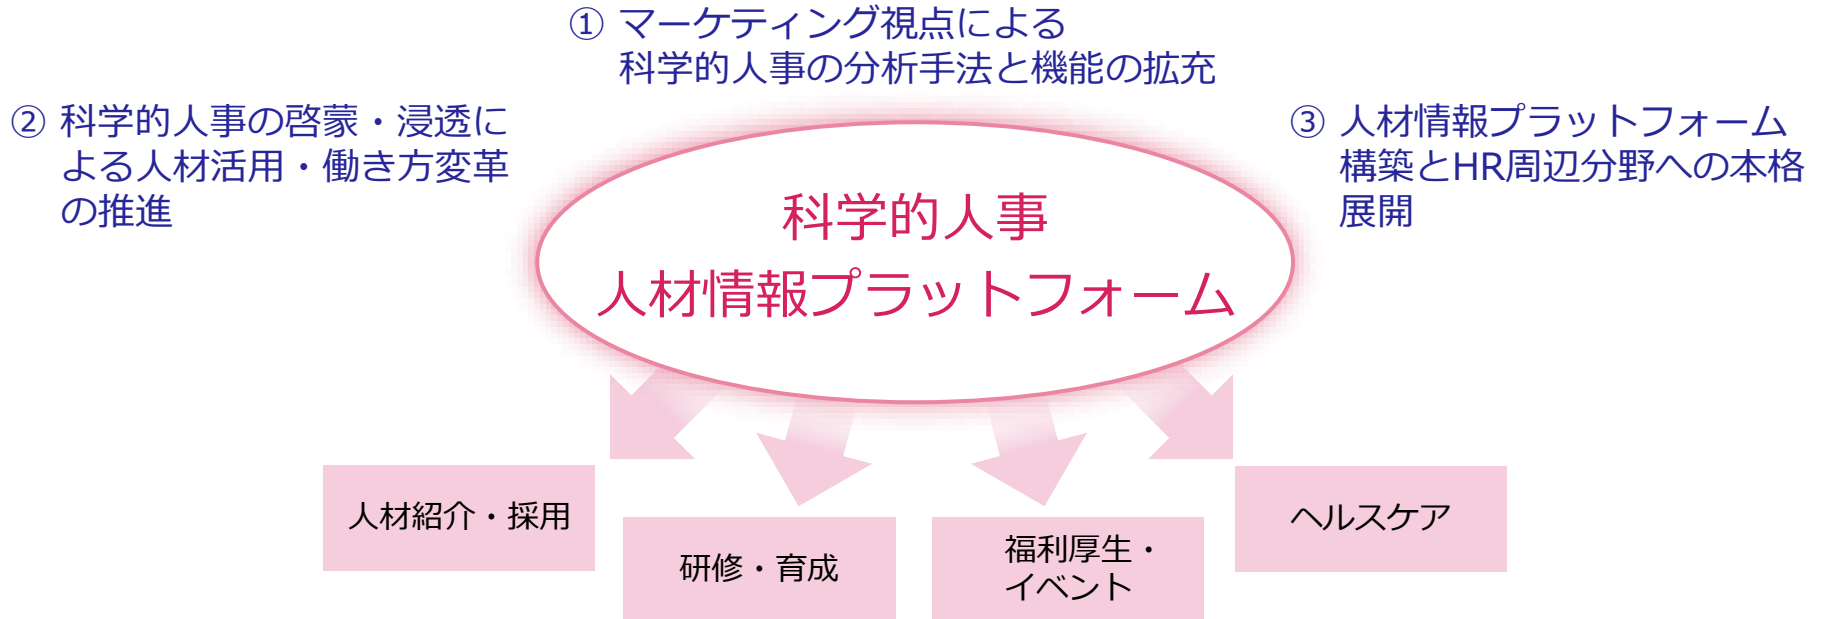 ① マーケティング視点による
科学的人事の分析手法と機能の拡充
② 科学的人事の啓蒙・浸透に
よる人材活用・働き方変革
の推進
③ 人材情報プラットフォーム
構築とHR周辺分野への本格
展開
科学的人事
人材情報プラットフォーム
人材紹介・採用
研修・育成
福利厚生・
イベント
ヘルスケア